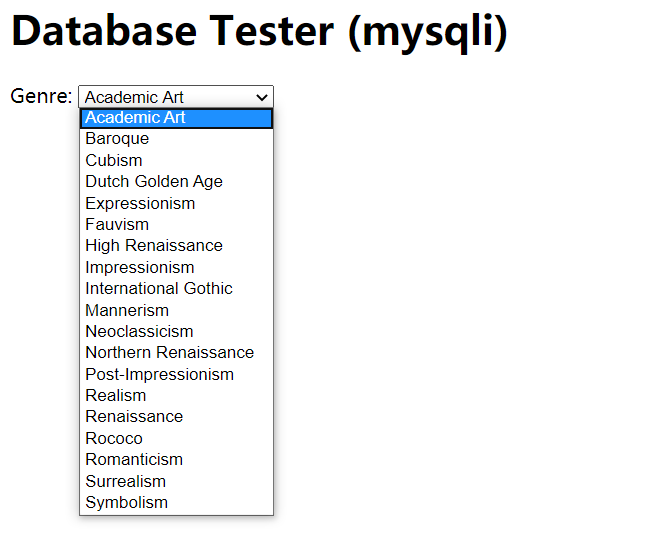 Database Tester (mysqli)
Genre: Academic Art
Academic Art
Baroque
Cubism
Dutch Golden Age
Expressionism
Fauvism
High Renaissance
Impressionism
International Gothic
Mannerism
Neoclassicism
Northern Renaissance
Post-Impressionism
Realism
Renaissance
Rococo
Romanticism
Surrealism
Symbolism